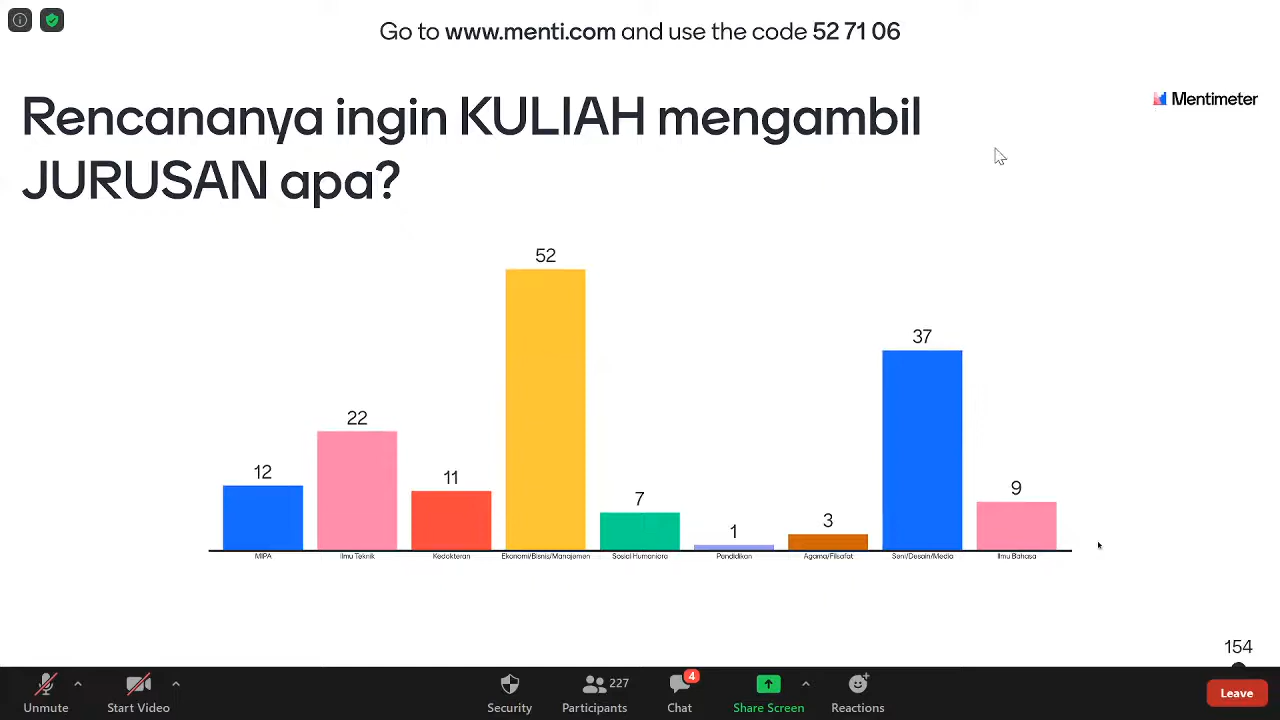 Go to www.menti.com and use the code 52 71 06
Mentimeter
Rencananya ingin KULIAH mengambil
JURUSAN apa?
52
37
22
12
11
9
7
3
1
MIPA
Ilmu Teknik
Kedokteran
Ekonomi/Bisnis/Manajemen
Sosial Humaniora
Pendidikan
Agama/Filsafat
Seni/Desain/Media
Ilmu Bahasa
154
227
4
Unmute
Start Video
Security
Participants
Chat
Share Screen
Reactions
Leave